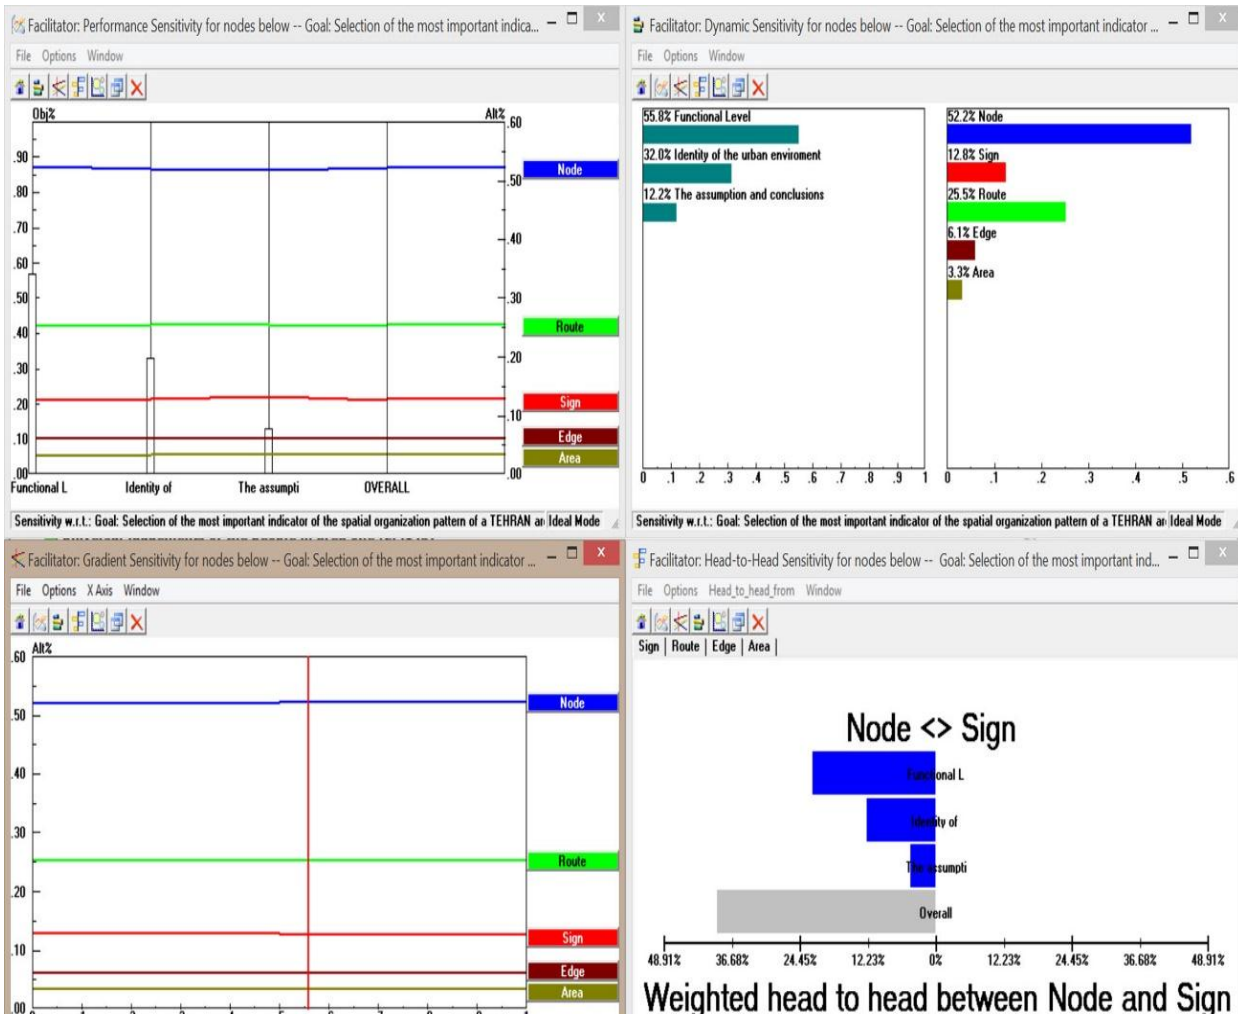 Facilitator: Performance Sensitivity for nodes below -- Goal: Selection of the most important indica...
File Options Window
Obj% Alt%
.90
.80
.70
.60
.50
.40
.30
.20
.10
.00
.60
.50
.40
.30
.20
.10
.00
Node
Route
Sign
Edge
Area
Functional L Identity of The assumpti OVERALL
Sensitivity w.r.t.: Goal: Selection of the most important indicator of the spatial organization pattern of a TEHRAN ar Ideal Mode
Facilitator: Dynamic Sensitivity for nodes below -- Goal: Selection of the most important indicator ...
File Options Window
55.8% Functional Level
32.0% Identity of the urban enviroment
12.2% The assumption and conclusions
0 .1 .2 .3 .4 .5 .6 .7 .8 .9 1
52.2% Node
12.8% Sign
25.5% Route
6.1% Edge
3.3% Area
0 .1 .2 .3 .4 .5 .6
Sensitivity w.r.t.: Goal: Selection of the most important indicator of the spatial organization pattern of a TEHRAN ar Ideal Mode
Facilitator: Gradient Sensitivity for nodes below -- Goal: Selection of the most important indicator ...
File Options X Axis Window
Alt%
.60
.50
.40
.30
.20
.10
.00
Node
Route
Sign
Edge
Area
Facilitator: Head-to-Head Sensitivity for nodes below -- Goal: Selection of the most important ind...
File Options Head_to_head_from Window
Sign | Route | Edge | Area |
Node <> Sign
Functional L
Identity of
The assumpti
Overall
48.91% 36.68% 24.45% 12.23% 0% 12.23% 24.45% 36.68% 48.91%
Weighted head to head between Node and Sign